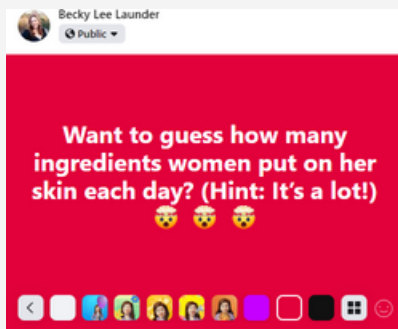 Becky Lee Launder
Public
Want to guess how many
ingredients women put on her
skin each day? (Hint: It's a lot!)
🤯 🤯 🤯